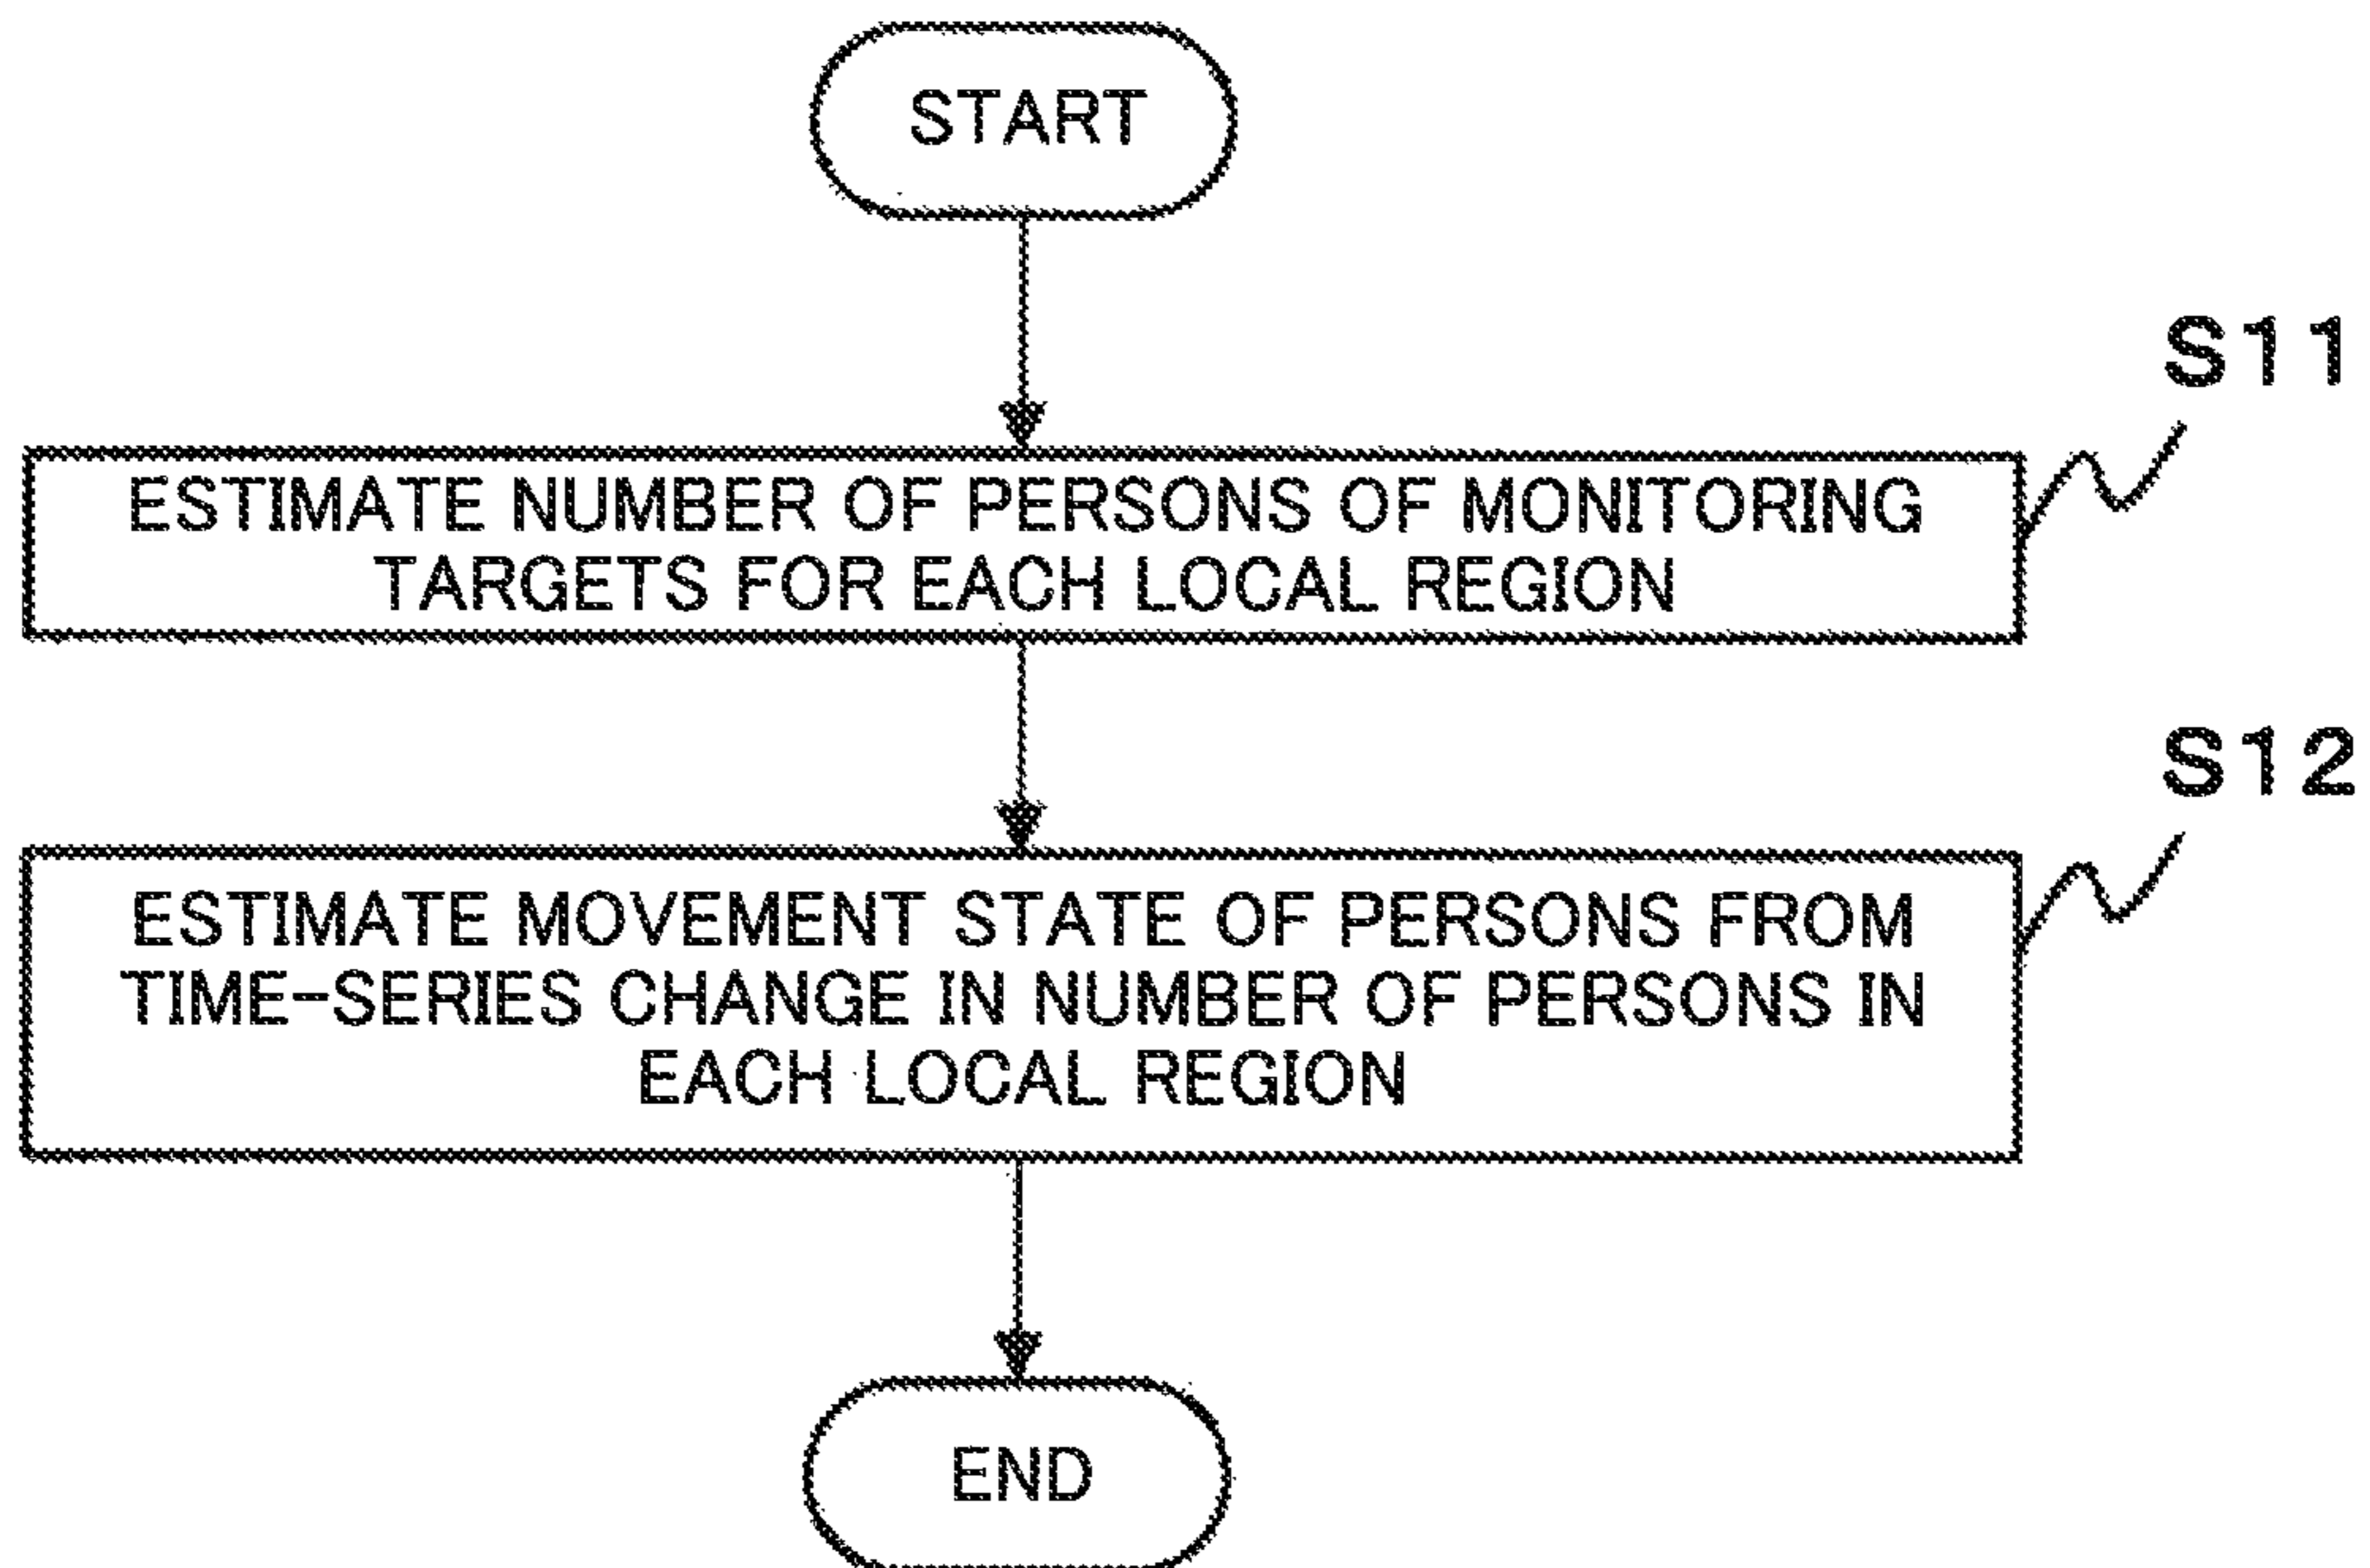 START
S11
ESTIMATE NUMBER OF PERSONS OF MONITORING
TARGETS FOR EACH LOCAL REGION
S12
ESTIMATE MOVEMENT STATE OF PERSONS FROM
TIME-SERIES CHANGE IN NUMBER OF PERSONS IN
EACH LOCAL REGION
END